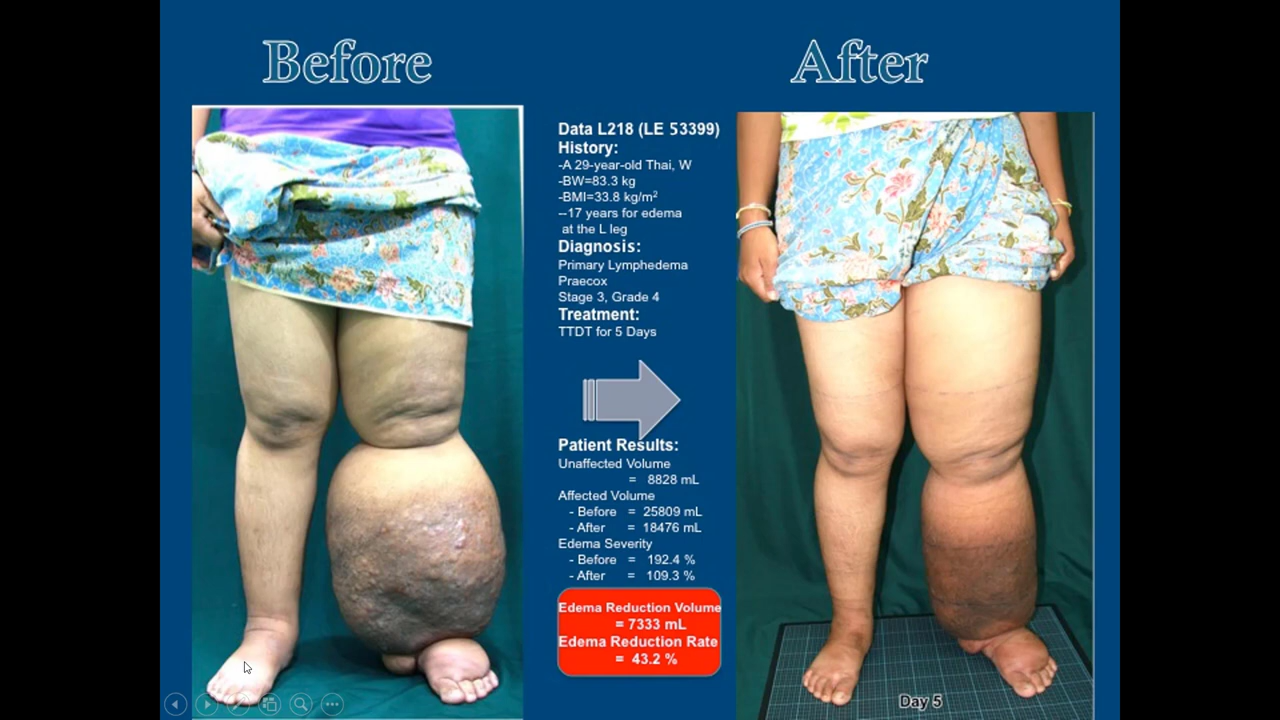 Before
After
Data L218 (LE 53399)
History:
-A 29-year-old Thai, W
-BW=83.3 kg
-BMI=33.8 kg/m²
--17 years for edema
at the L leg
Diagnosis:
Primary Lymphedema
Praecox
Stage 3, Grade 4
Treatment:
TTDT for 5 Days
Patient Results:
Unaffected Volume
= 8828 mL
Affected Volume
- Before = 25809 mL
- After = 18476 mL
Edema Severity
- Before = 192.4 %
- After = 109.3 %
Edema Reduction Volume
= 7333 mL
Edema Reduction Rate
= 43.2 %
Day 5